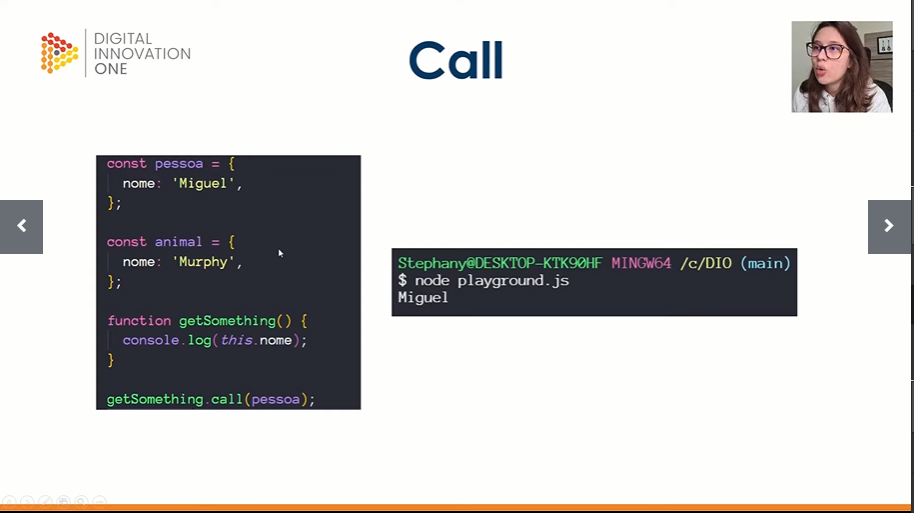 DIGITAL
INNOVATION
ONE
Call
const pessoa = {
  nome: 'Miguel',
};
const animal = {
  nome: 'Murphy',
};
function getSomething() {
  console.log(this.nome);
}
getSomething.call(pessoa);
Stephany@DESKTOP-KTK90HF MINGW64 /c/DIO (main)
$ node playground.js
Miguel